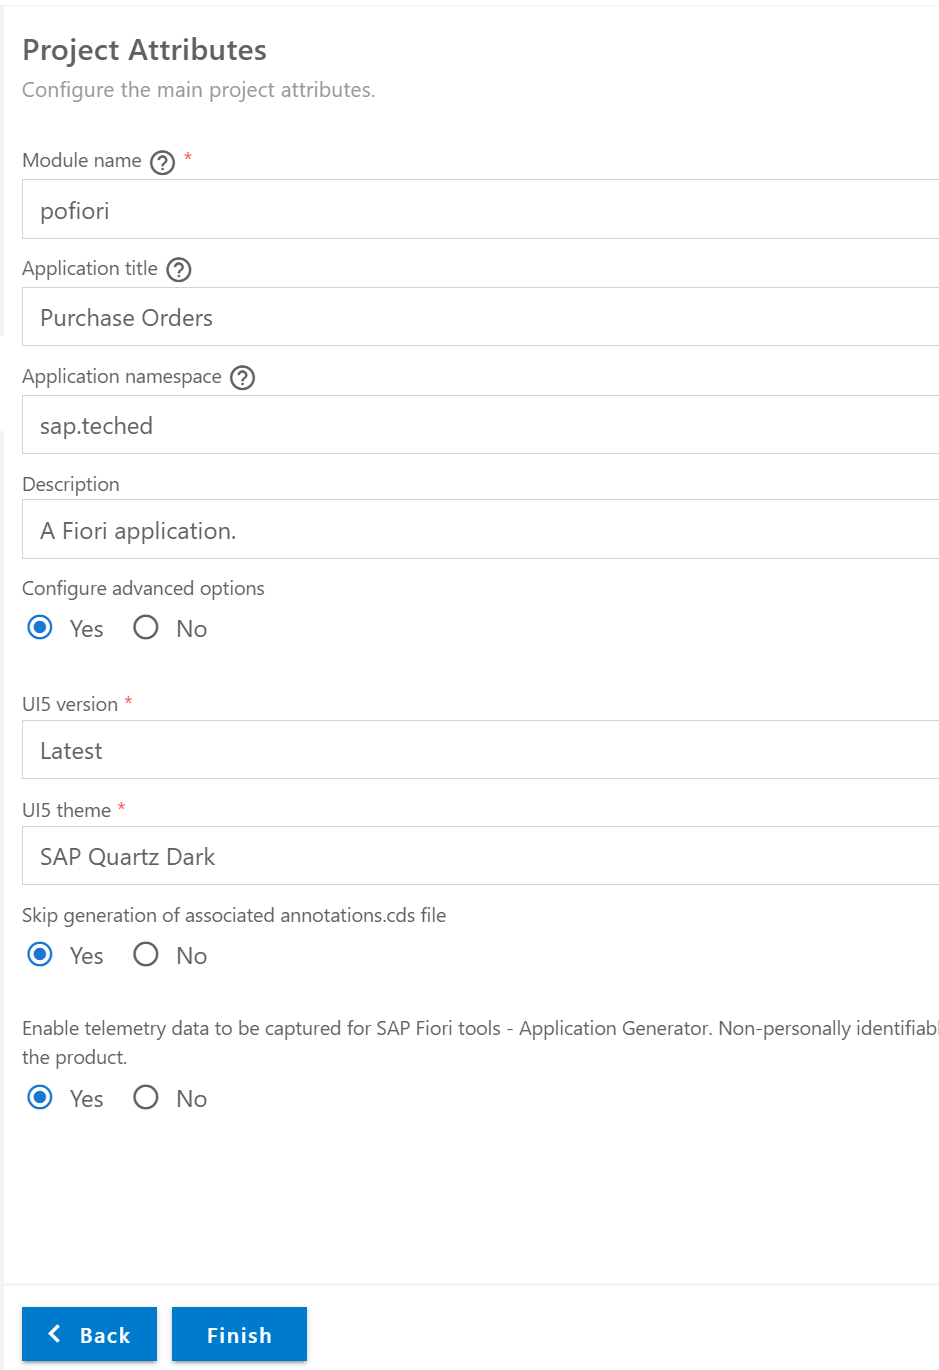 Project Attributes
Configure the main project attributes.
Module name ? *
pofiori
Application title ?
Purchase Orders
Application namespace ?
sap.teched
Description
A Fiori application.
Configure advanced options
Yes No
UI5 version *
Latest
UI5 theme *
SAP Quartz Dark
Skip generation of associated annotations.cds file
Yes No
Enable telemetry data to be captured for SAP Fiori tools - Application Generator. Non-personally identifiabl
the product.
Yes No
Back Finish